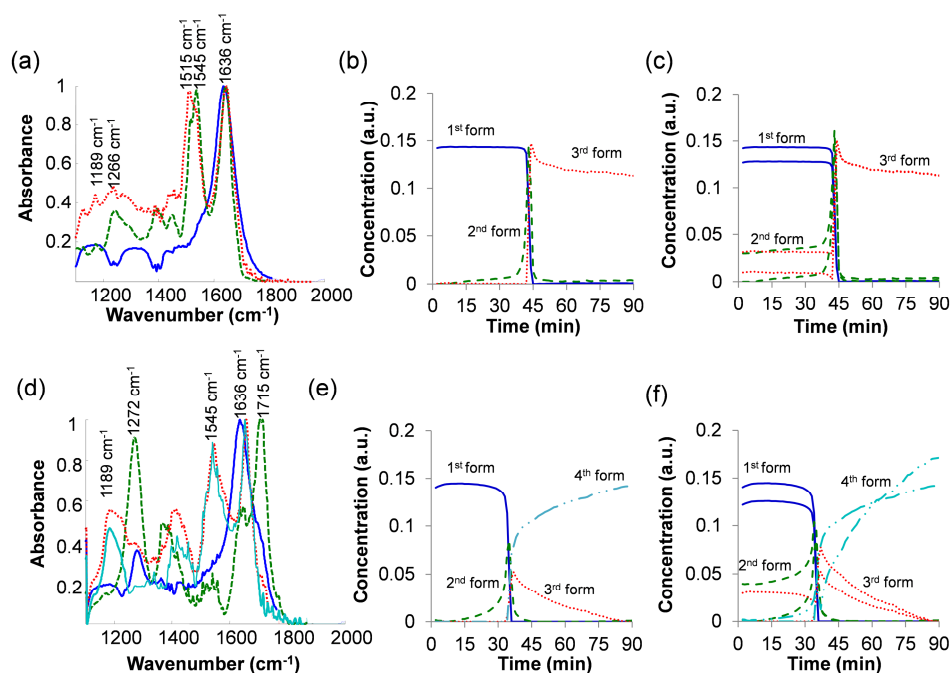 (a)
1189 cm-1
1266 cm-1
1515 cm-1
1545 cm-1
1636 cm-1
Absorbance
1
0.8
0.6
0.4
0.2
1200 1400 1600 1800 2000
Wavenumber (cm-1)
(b)
Concentration (a.u.)
0.2
0.15
0.1
0.05
0
1st form
2nd form
3rd form
0 15 30 45 60 75 90
Time (min)
(c)
Concentration (a.u.)
0.2
0.15
0.1
0.05
0
1st form
2nd form
3rd form
0 15 30 45 60 75 90
Time (min)
(d)
1189 cm-1
1272 cm-1
1545 cm-1
1636 cm-1
1715 cm-1
Absorbance
1
0.8
0.6
0.4
0.2
1200 1400 1600 1800 2000
Wavenumber (cm-1)
(e)
Concentration (a.u.)
0.2
0.15
0.1
0.05
0
1st form
2nd form
3rd form
4th form
0 15 30 45 60 75 90
Time (min)
(f)
Concentration (a.u.)
0.2
0.15
0.1
0.05
0
1st form
2nd form
3rd form
4th form
0 15 30 45 60 75 90
Time (min)